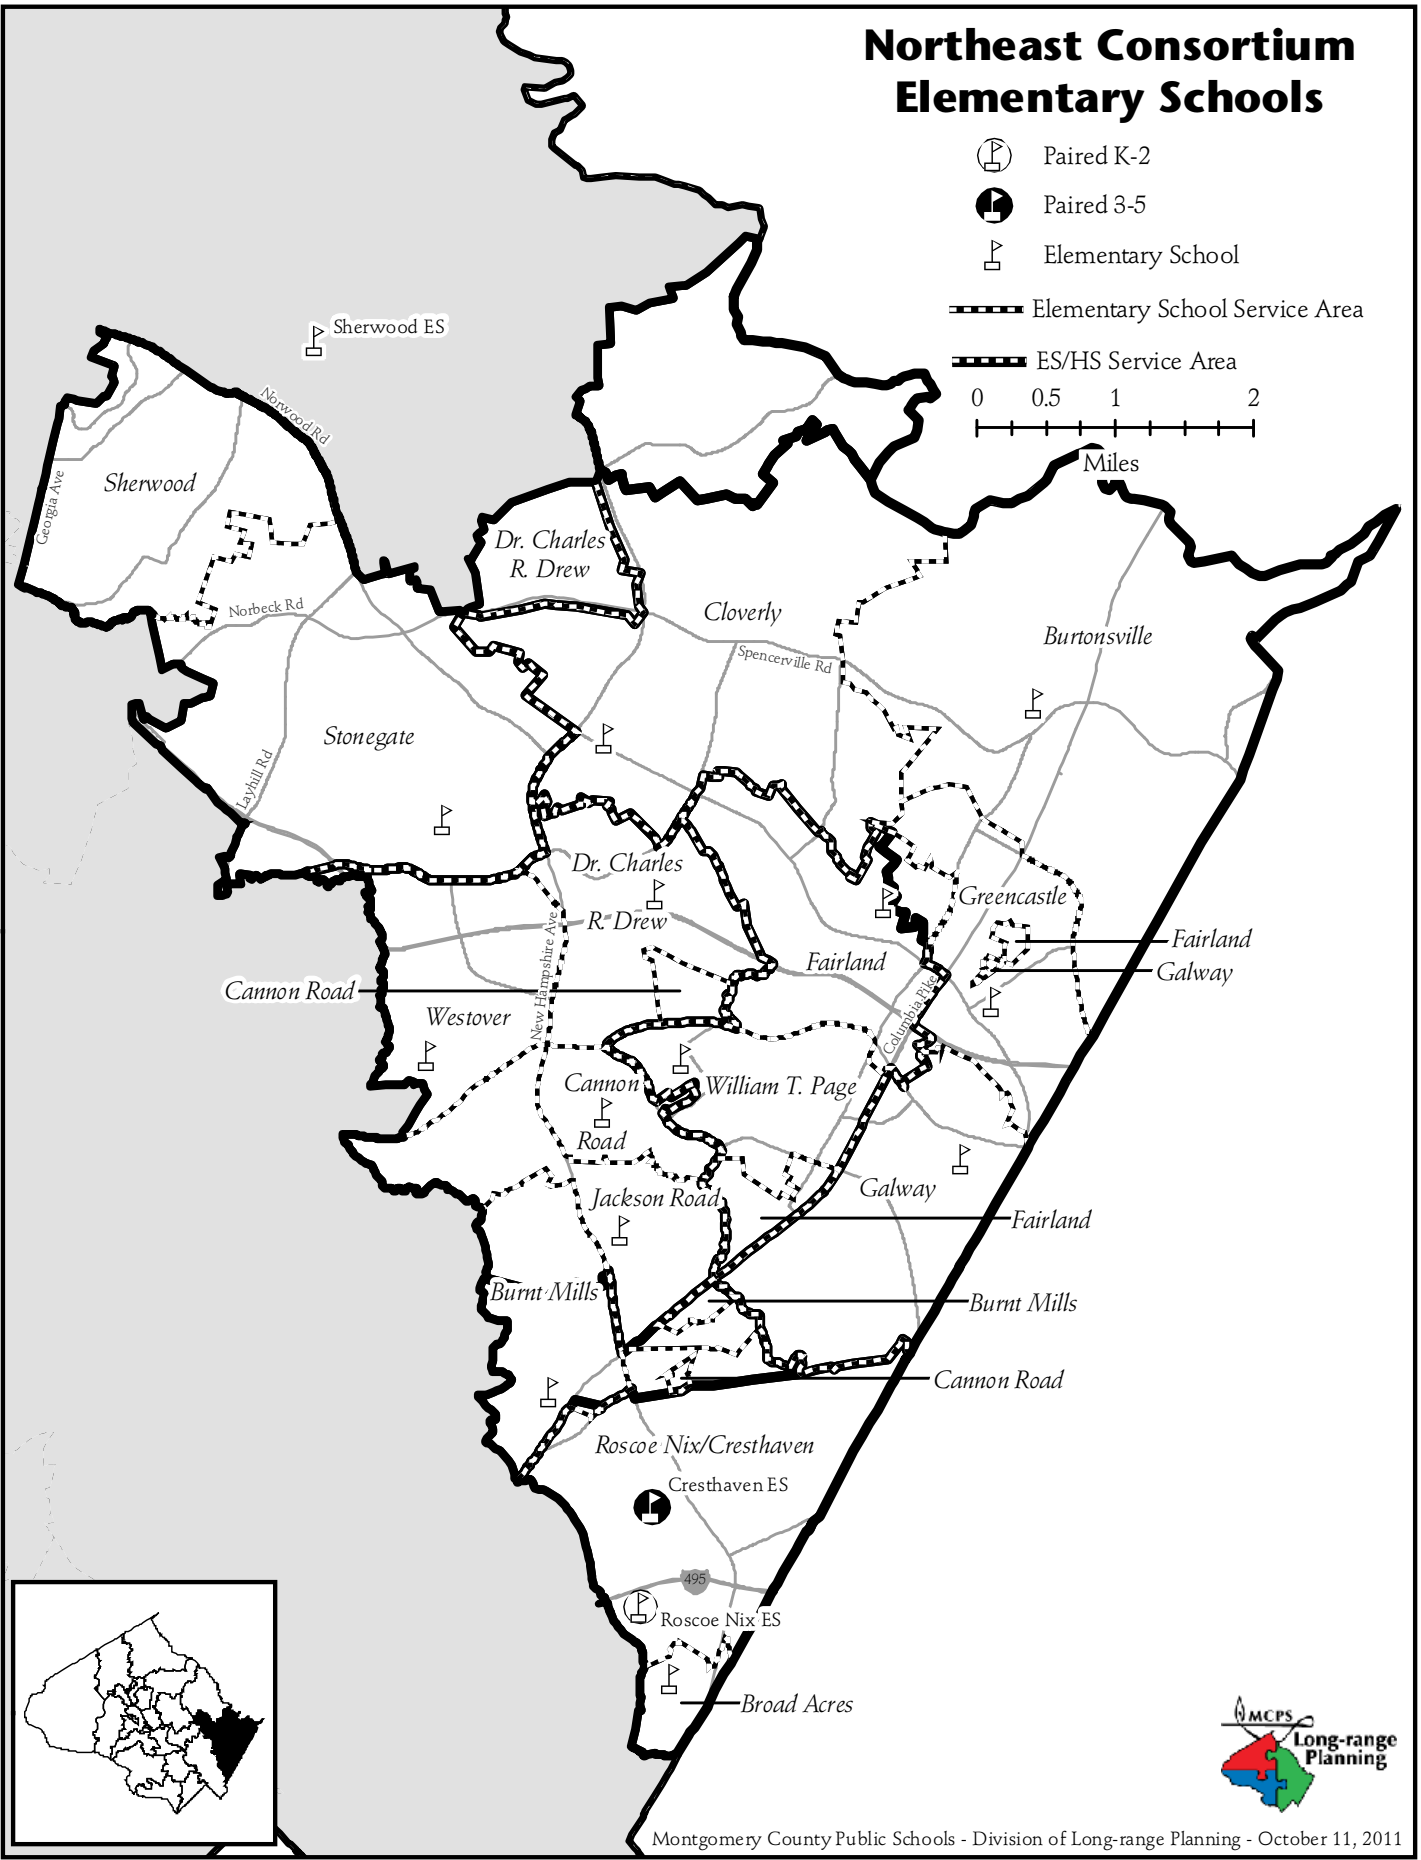 Northeast Consortium
Elementary Schools
Paired K-2
Paired 3-5
Elementary School
Elementary School Service Area
ES/HS Service Area
0 0.5 1 2
Miles
Sherwood ES
Norwood Rd
Sherwood
Georgia Ave
Dr. Charles
R. Drew
Norbeck Rd
Cloverly
Burtonsville
Spencerville Rd
Stonegate
Layhill Rd
Dr. Charles
R. Drew
Greencastle
New Hampshire Ave
Fairland
Fairland
Galway
Cannon Road
Westover
Columbia Pike
Cannon
Road
William T. Page
Jackson Road
Galway
Fairland
Burnt Mills
Burnt Mills
Cannon Road
Roscoe Nix/Cresthaven
Cresthaven ES
495
Roscoe Nix ES
Broad Acres
MCPS
Long-range
Planning
Montgomery County Public Schools - Division of Long-range Planning - October 11, 2011